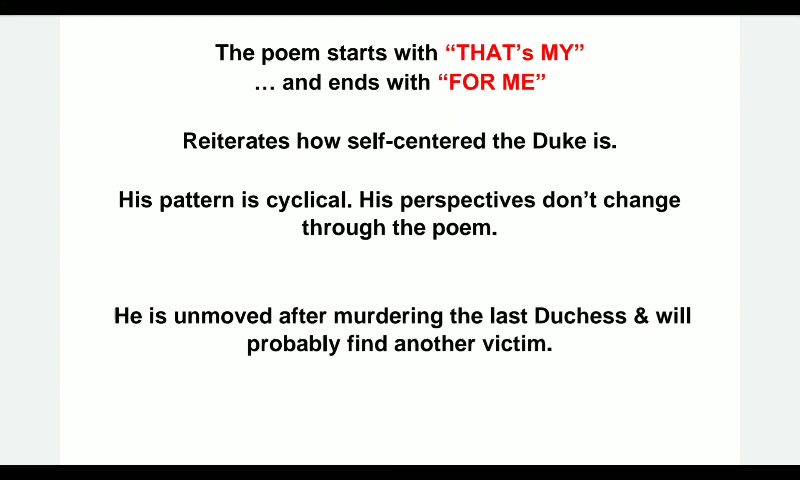 The poem starts with “THAT’s MY”
… and ends with “FOR ME”
Reiterates how self-centered the Duke is.
His pattern is cyclical. His perspectives don’t change
through the poem.
He is unmoved after murdering the last Duchess & will
probably find another victim.